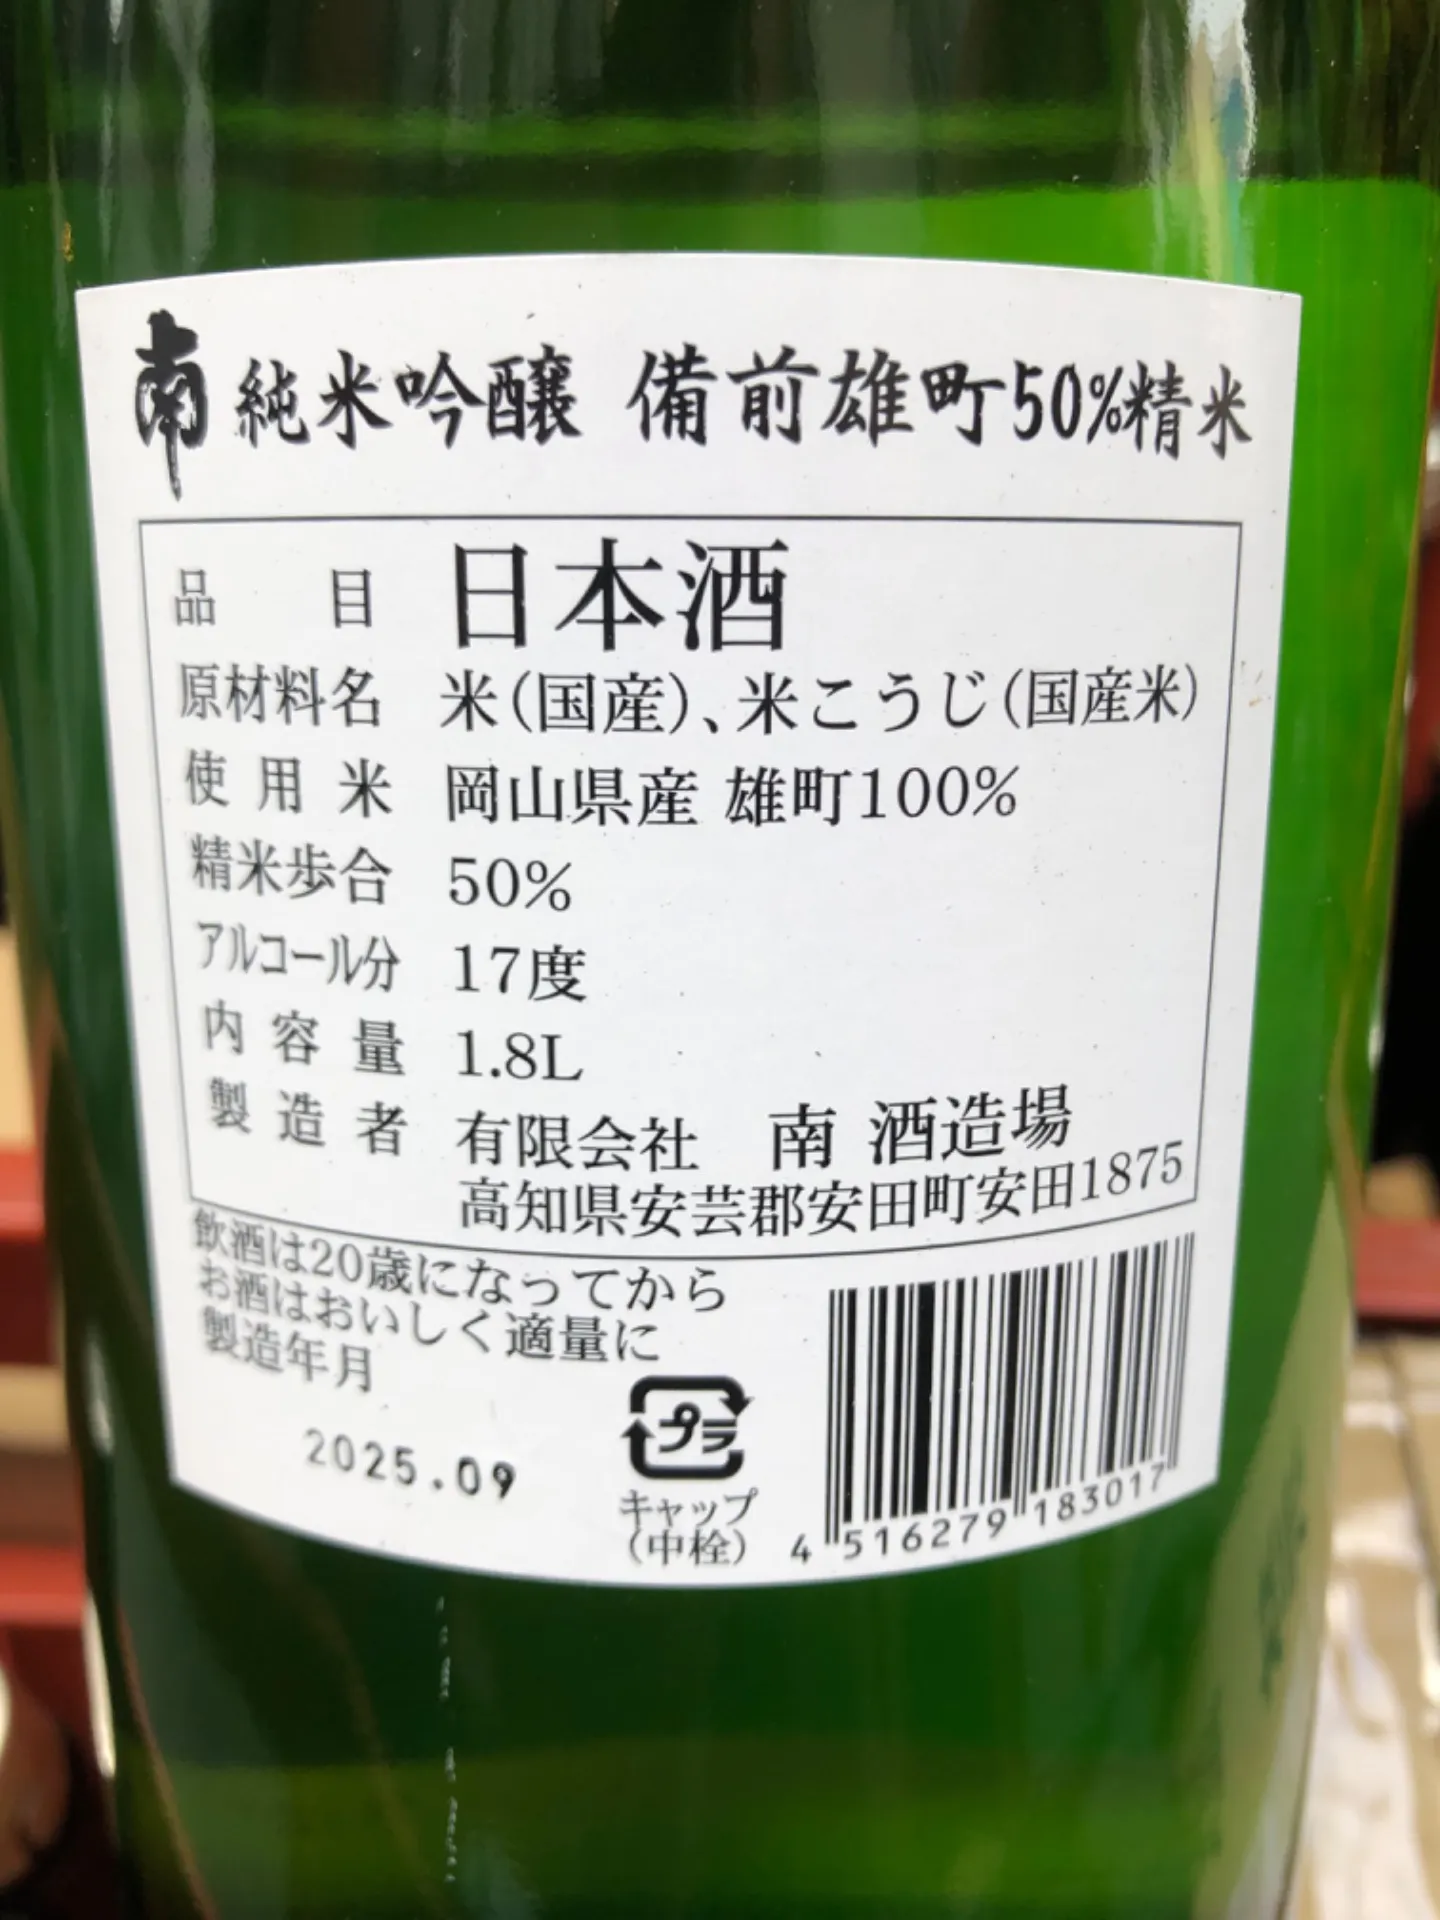 南 純米吟醸 備前雄町50%精米
品目 日本酒
原材料名 米(国産)、米こうじ(国産米)
使用米 岡山県産 雄町100%
精米歩合 50%
アルコール分 17度
内容量 1.8L
製造者 有限会社 南 酒造場
高知県安芸郡安田町安田1875
飲酒は20歳になってから
お酒はおいしく適量に
製造年月
2025.09
プラ
キャップ
(中栓)
4 516279 183017